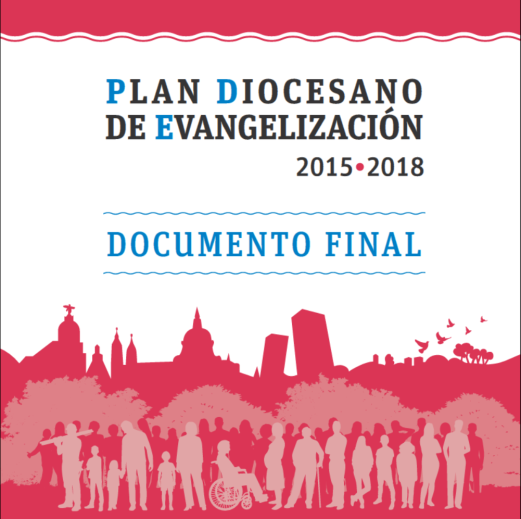 PLAN DIOCESANO
DE EVANGELIZACIÓN
2015•2018
DOCUMENTO FINAL